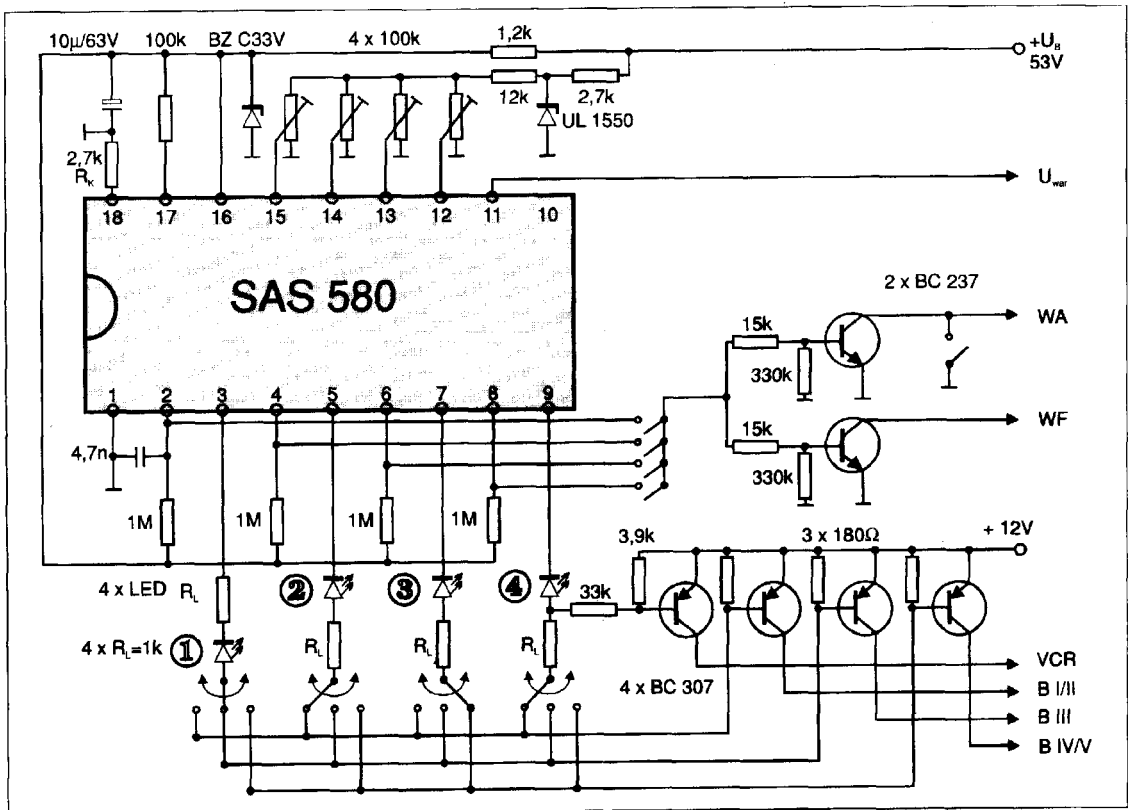 10µ/63V 100k BZ C33V 4 x 100k 1,2k +U_B
53V
12k 2,7k
UL 1550
2,7k
R_K
U_war
18 17 16 15 14 13 12 11 10
SAS 580
2 x BC 237
15k WA
330k
1 2 3 4 5 6 7 8 9
15k WF
4,7n
330k
1M 1M 1M 1M
3,9k 3 x 180Ω + 12V
4 x LED R_L ② ③ ④ 33k
4 x R_L=1k ① R_L R_L R_L
VCR
4 x BC 307
B I/II
B III
B IV/V